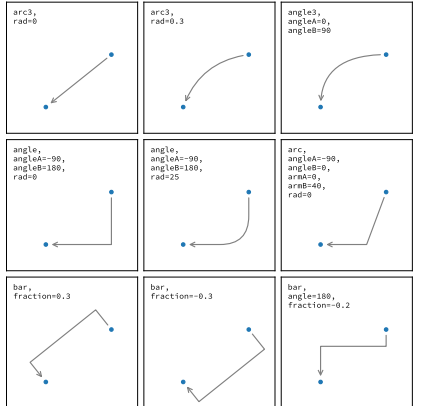 arc3,
rad=0
arc3,
rad=0.3
angle3,
angleA=0,
angleB=90
angle,
angleA=−90,
angleB=180,
rad=0
angle,
angleA=−90,
angleB=180,
rad=25
arc,
angleA=−90,
angleB=0,
armA=0,
armB=40,
rad=0
bar,
fraction=0.3
bar,
fraction=−0.3
bar,
angle=180,
fraction=−0.2